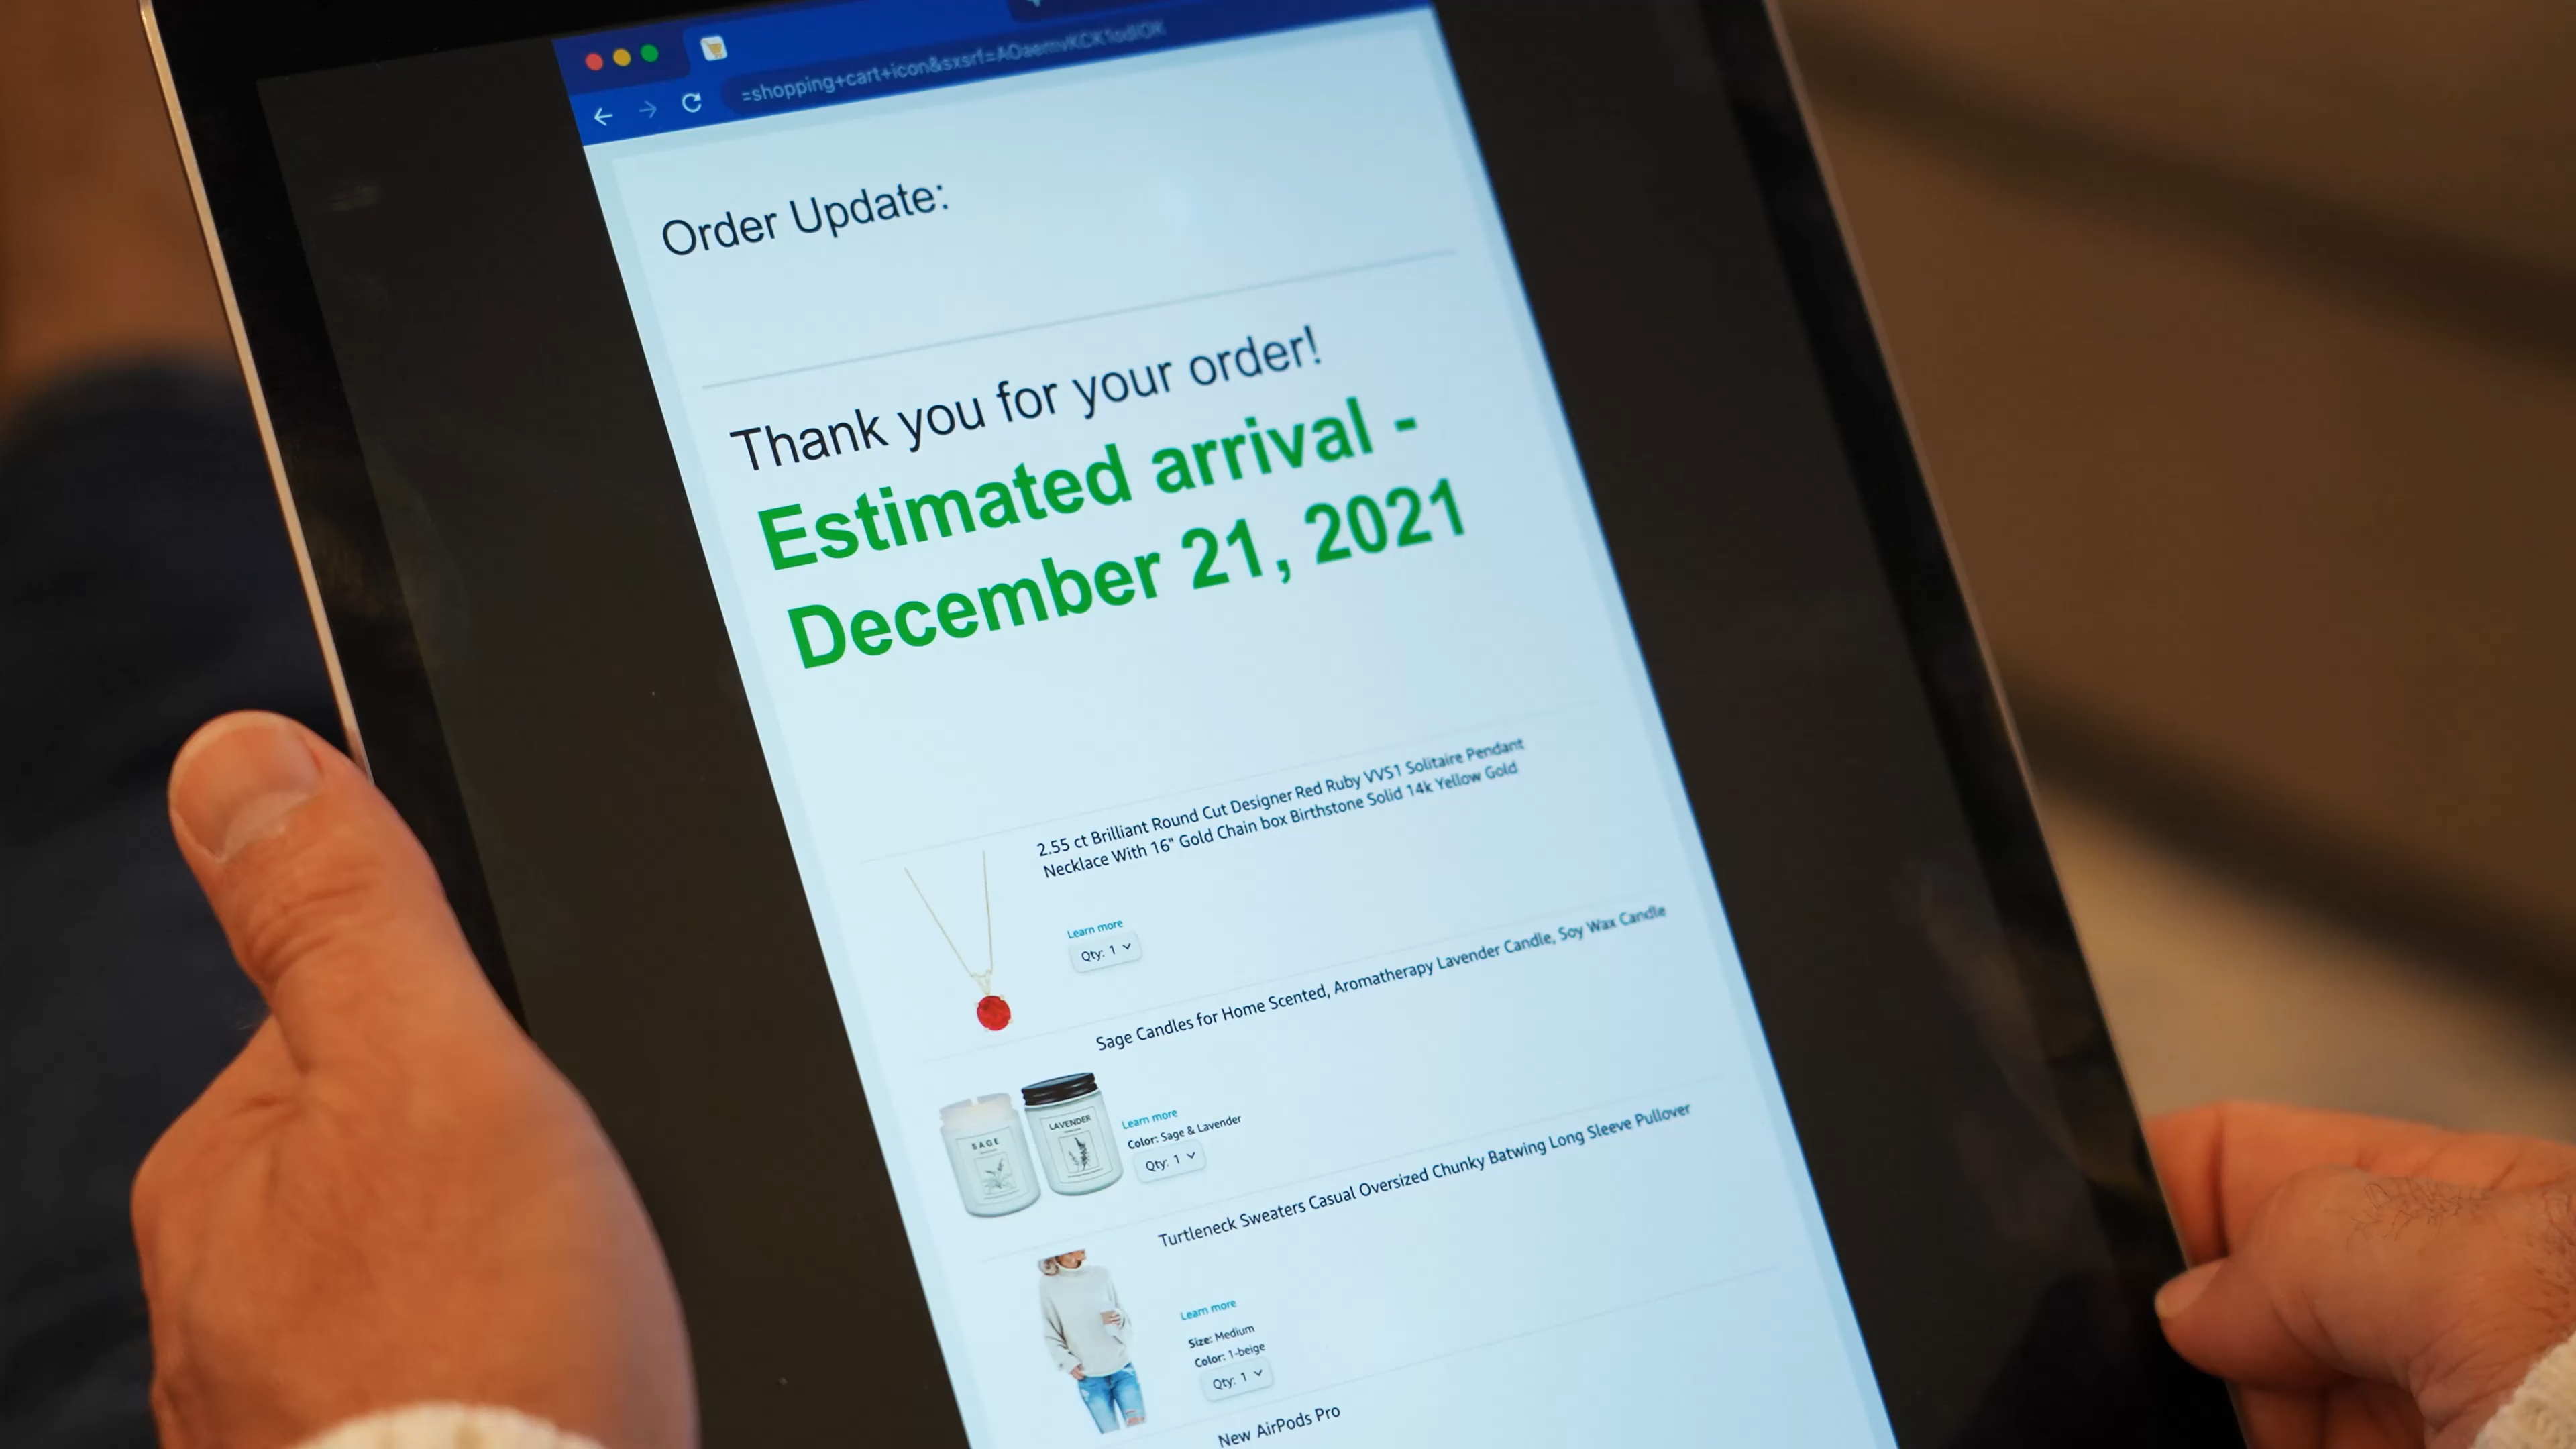 =shopping+cart+icon&sxsrf=AOaemvKCK1odIOK
Order Update:
Thank you for your order!
Estimated arrival -
December 21, 2021
2.55 ct Brilliant Round Cut Designer Red Ruby VVS1 Solitaire Pendant
Necklace With 16" Gold Chain box Birthstone Solid 14k Yellow Gold
Learn more
Qty: 1
Sage Candles for Home Scented, Aromatherapy Lavender Candle, Soy Wax Candle
SAGE
LAVENDER
Learn more
Color: Sage & Lavender
Qty: 1
Turtleneck Sweaters Casual Oversized Chunky Batwing Long Sleeve Pullover
Learn more
Size: Medium
Color: 1-beige
Qty: 1
New AirPods Pro